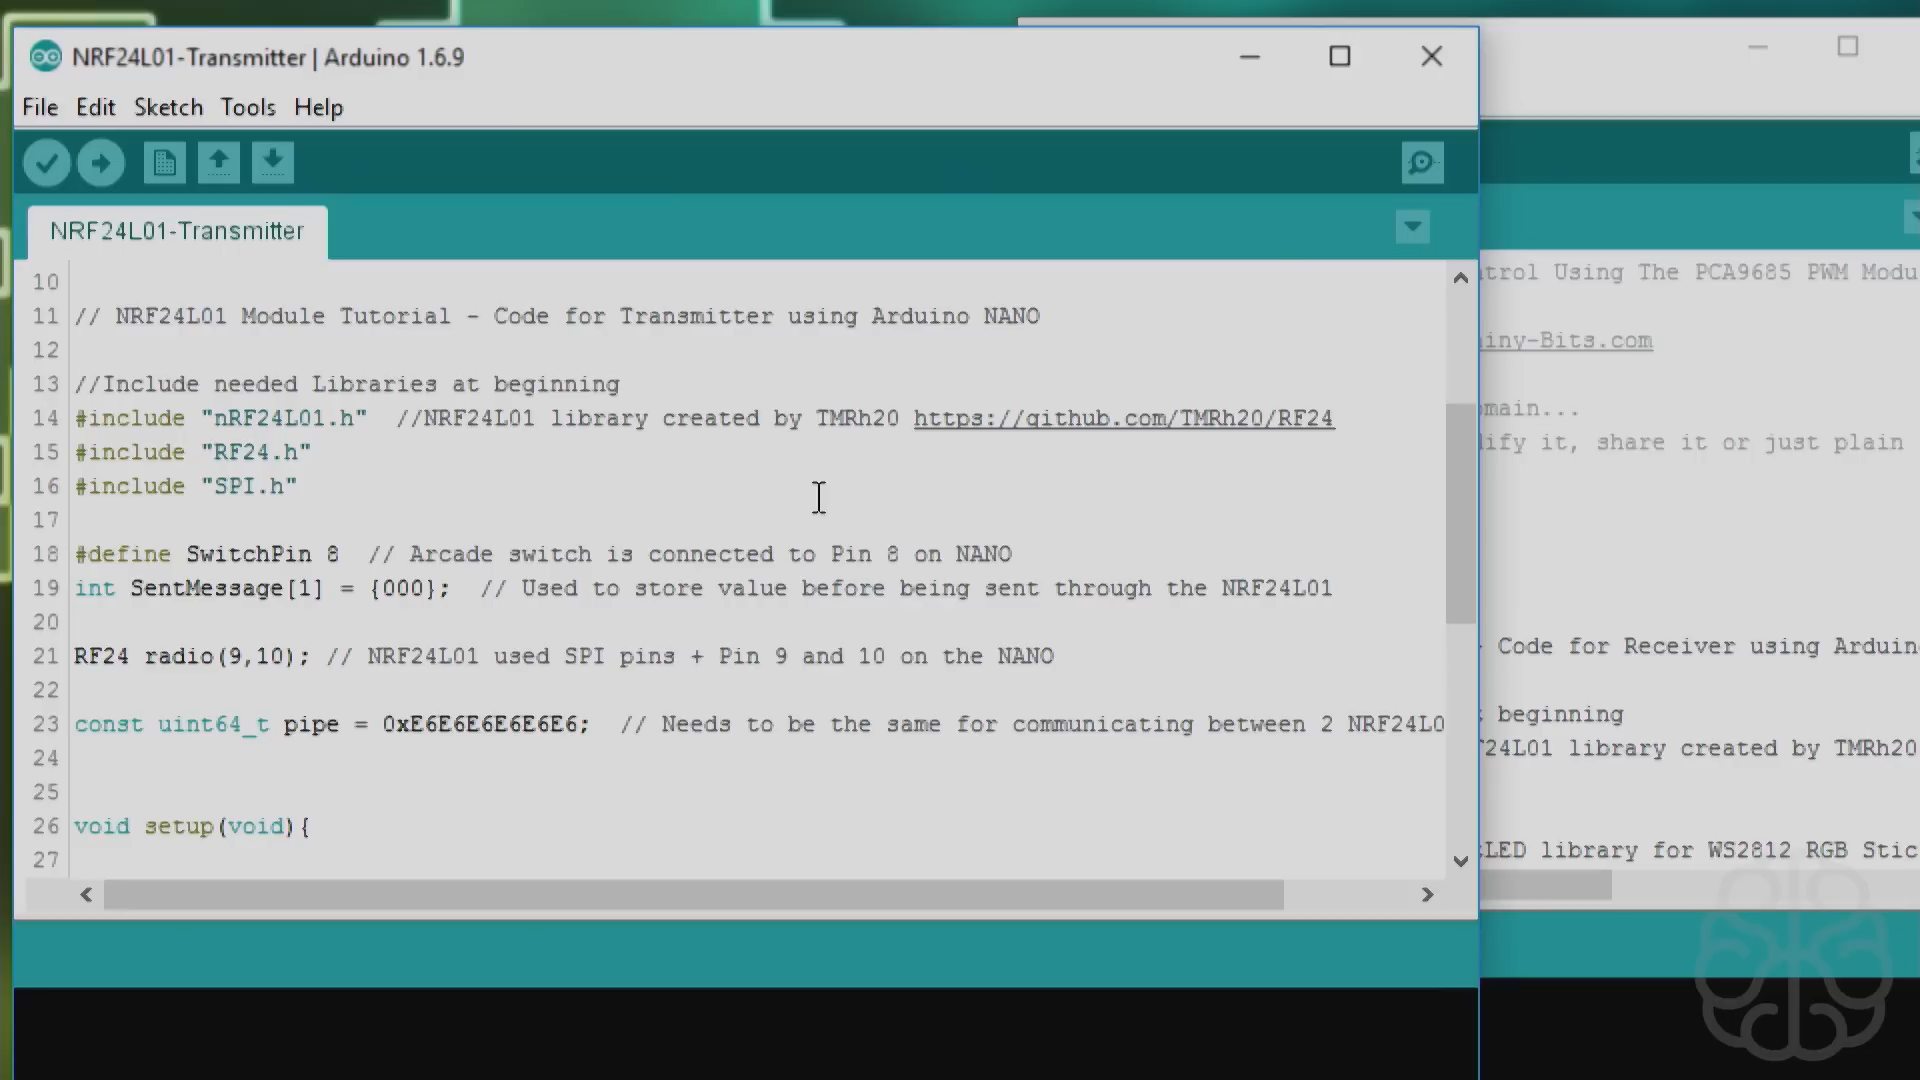 NRF24L01-Transmitter | Arduino 1.6.9
File Edit Sketch Tools Help
NRF24L01-Transmitter
10
11 // NRF24L01 Module Tutorial - Code for Transmitter using Arduino NANO
12
13 //Include needed Libraries at beginning
14 #include "nRF24L01.h" //NRF24L01 library created by TMRh20 https://github.com/TMRh20/RF24
15 #include "RF24.h"
16 #include "SPI.h"
17
18 #define SwitchPin 8 // Arcade switch is connected to Pin 8 on NANO
19 int SentMessage[1] = {000}; // Used to store value before being sent through the NRF24L01
20
21 RF24 radio(9,10); // NRF24L01 used SPI pins + Pin 9 and 10 on the NANO
22
23 const uint64_t pipe = 0xE6E6E6E6E6E6; // Needs to be the same for communicating between 2 NRF24L0
24
25
26 void setup(void){
27
trol Using The PCA9685 PWM Modu
iny-Bits.com
main...
ify it, share it or just plain
Code for Receiver using Arduin
beginning
24L01 library created by TMRh20
LED library for WS2812 RGB Stic